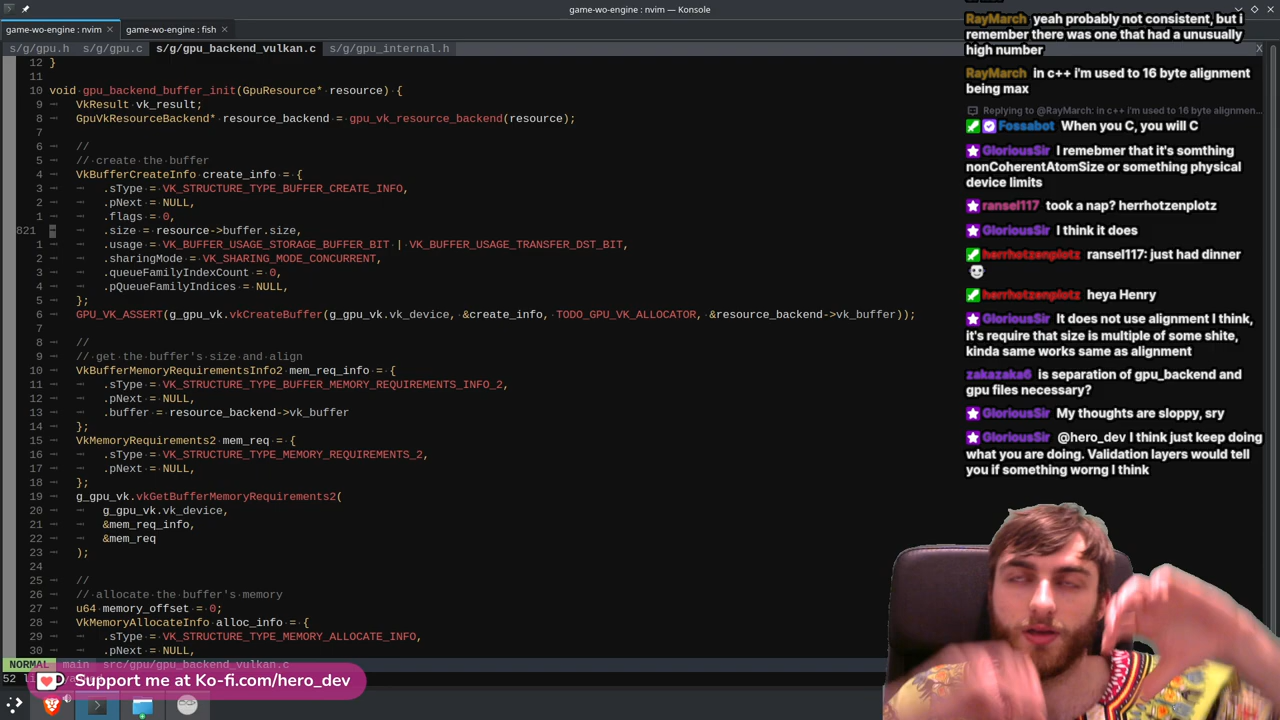 game-wo-engine : nvim — Konsole
game-wo-engine : nvim
game-wo-engine : fish
s/g/gpu.h s/g/gpu.c s/g/gpu_backend_vulkan.c s/g/gpu_internal.h X
12 }
11
10 void gpu_backend_buffer_init(GpuResource* resource) {
9 VkResult vk_result;
8 GpuVkResourceBackend* resource_backend = gpu_vk_resource_backend(resource);
7
6 //
5 // create the buffer
4 VkBufferCreateInfo create_info = {
3 .sType = VK_STRUCTURE_TYPE_BUFFER_CREATE_INFO,
2 .pNext = NULL,
1 .flags = 0,
821 .size = resource->buffer.size,
1 .usage = VK_BUFFER_USAGE_STORAGE_BUFFER_BIT | VK_BUFFER_USAGE_TRANSFER_DST_BIT,
2 .sharingMode = VK_SHARING_MODE_CONCURRENT,
3 .queueFamilyIndexCount = 0,
4 .pQueueFamilyIndices = NULL,
5 };
6 GPU_VK_ASSERT(g_gpu_vk.vkCreateBuffer(g_gpu_vk.vk_device, &create_info, TODO_GPU_VK_ALLOCATOR, &resource_backend->vk_buffer));
7
8 //
9 // get the buffer's size and align
10 VkBufferMemoryRequirementsInfo2 mem_req_info = {
11 .sType = VK_STRUCTURE_TYPE_BUFFER_MEMORY_REQUIREMENTS_INFO_2,
12 .pNext = NULL,
13 .buffer = resource_backend->vk_buffer
14 };
15 VkMemoryRequirements2 mem_req = {
16 .sType = VK_STRUCTURE_TYPE_MEMORY_REQUIREMENTS_2,
17 .pNext = NULL,
18 };
19 g_gpu_vk.vkGetBufferMemoryRequirements2(
20 g_gpu_vk.vk_device,
21 &mem_req_info,
22 &mem_req
23 );
24
25 //
26 // allocate the buffer's memory
27 u64 memory_offset = 0;
28 VkMemoryAllocateInfo alloc_info = {
29 .sType = VK_STRUCTURE_TYPE_MEMORY_ALLOCATE_INFO,
30 .pNext = NULL,
NORMAL main src/gpu/gpu_backend_vulkan.c
52 li
Support me at Ko-fi.com/hero_dev
RayMarch yeah probably not consistent, but i
remember there was one that had a unusually
high number
RayMarch in c++ i'm used to 16 byte alignment
being max
Replying to @RayMarch: in c++ i'm used to 16 byte alignmen...
Fossabot When you C, you will C
GloriousSir I remebmer that it's somthing
nonCoherentAtomSize or something physical
device limits
ransel117 took a nap? herrhotzenplotz
GloriousSir I think it does
herrhotzenplotz ransel117: just had dinner
herrhotzenplotz heya Henry
GloriousSir It does not use alignment I think,
it's require that size is multiple of some shite,
kinda same works same as alignment
zakazaka6 is separation of gpu_backend and
gpu files necessary?
GloriousSir My thoughts are sloppy, sry
GloriousSir @hero_dev I think just keep doing
what you are doing. Validation layers would tell
you if something worng I think